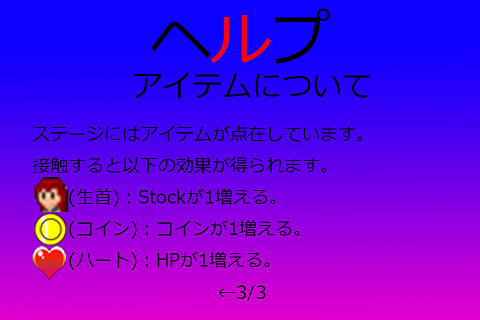 ヘルプ
アイテムについて
ステージにはアイテムが点在しています。
接触すると以下の効果が得られます。
(生首)：Stockが1増える。
(コイン)：コインが1増える。
(ハート)：HPが1増える。
←3/3